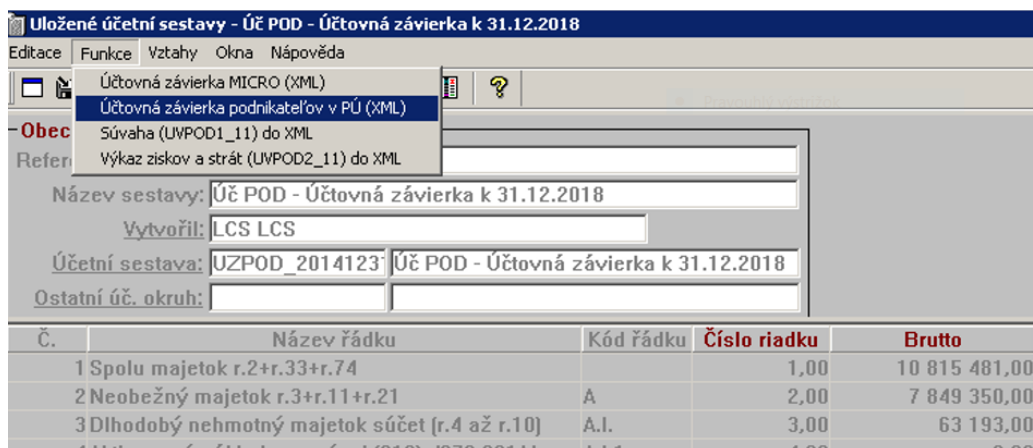 Uložené účetní sestavy - Úč POD - Účtovná závierka k 31.12.2018
Editace Funkce Vztahy Okna Nápověda
Účtovná závierka MICRO (XML)
Účtovná závierka podnikateľov v PÚ (XML)
Súvaha (UVPOD1_11) do XML
Výkaz ziskov a strát (UVPOD2_11) do XML
Pravouhlý výstrižok
Obec
Refer
Název sestavy: Úč POD - Účtovná závierka k 31.12.2018
Vytvořil: LCS LCS
Účetní sestava: UZPOD_2014123 Úč POD - Účtovná závierka k 31.12.2018
Ostatní úč. okruh:
Č. Název řádku Kód řádku Číslo riadku Brutto
1 Spolu majetok r.2+r.33+r.74 1,00 10 815 481,00
2 Neobežný majetok r.3+r.11+r.21 A 2,00 7 849 350,00
3 Dlhodobý nehmotný majetok súčet (r.4 až r.10) A.I. 3,00 63 193,00